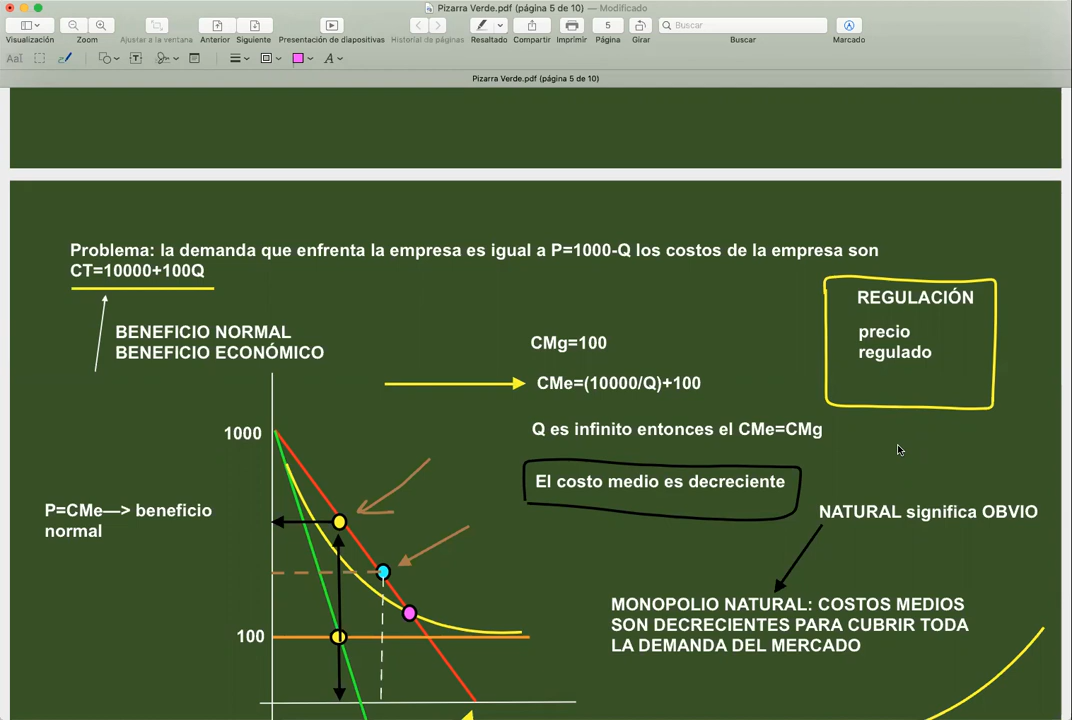 Pizarra Verde.pdf (página 5 de 10) — Modificado
5
Buscar
Visualización
Zoom
Ajustar a la ventana
Anterior
Siguiente
Presentación de diapositivas
Historial de páginas
Resaltado
Compartir
Imprimir
Página
Girar
Buscar
Marcado
AaI
T
A
Pizarra Verde.pdf (página 5 de 10)
Problema: la demanda que enfrenta la empresa es igual a P=1000-Q los costos de la empresa son
CT=10000+100Q
REGULACIÓN
precio
regulado
BENEFICIO NORMAL
BENEFICIO ECONÓMICO
CMg=100
CMe=(10000/Q)+100
Q es infinito entonces el CMe=CMg
1000
El costo medio es decreciente
P=CMe—> beneficio
normal
NATURAL significa OBVIO
MONOPOLIO NATURAL: COSTOS MEDIOS
SON DECRECIENTES PARA CUBRIR TODA
LA DEMANDA DEL MERCADO
100